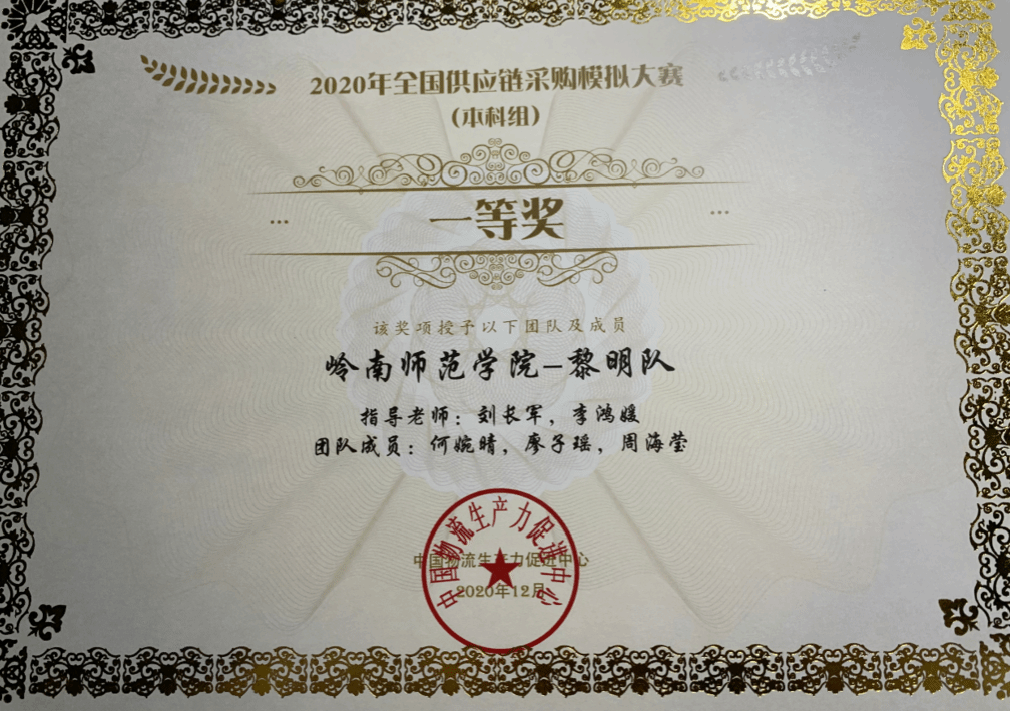 2020年全国供应链采购模拟大赛
(本科组)
一等奖
该奖项授予以下团队及成员
岭南师范学院-黎明队
指导老师：刘长军，李鸿媛
团队成员：何婉晴，廖子瑶，周海莹
中国物流生产力促进中心
中国物流生产力促进中心
2020年12月